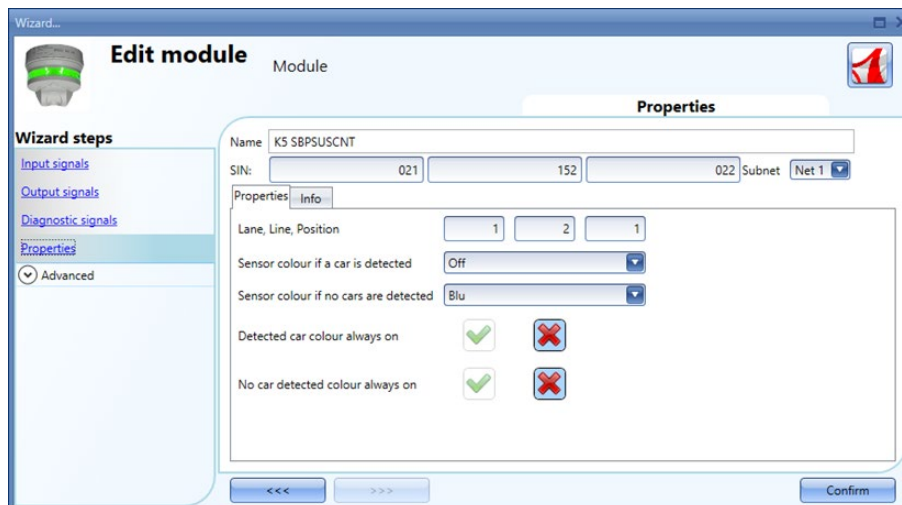 Wizard...
Edit module
Module
Properties
Wizard steps
Input signals
Output signals
Diagnostic signals
Properties
Advanced
Name K5 SBPSUSCNT
SIN: 021 152 022 Subnet Net 1
Properties Info
Lane, Line, Position 1 2 1
Sensor colour if a car is detected Off
Sensor colour if no cars are detected Blu
Detected car colour always on
No car detected colour always on
<<< >>> Confirm